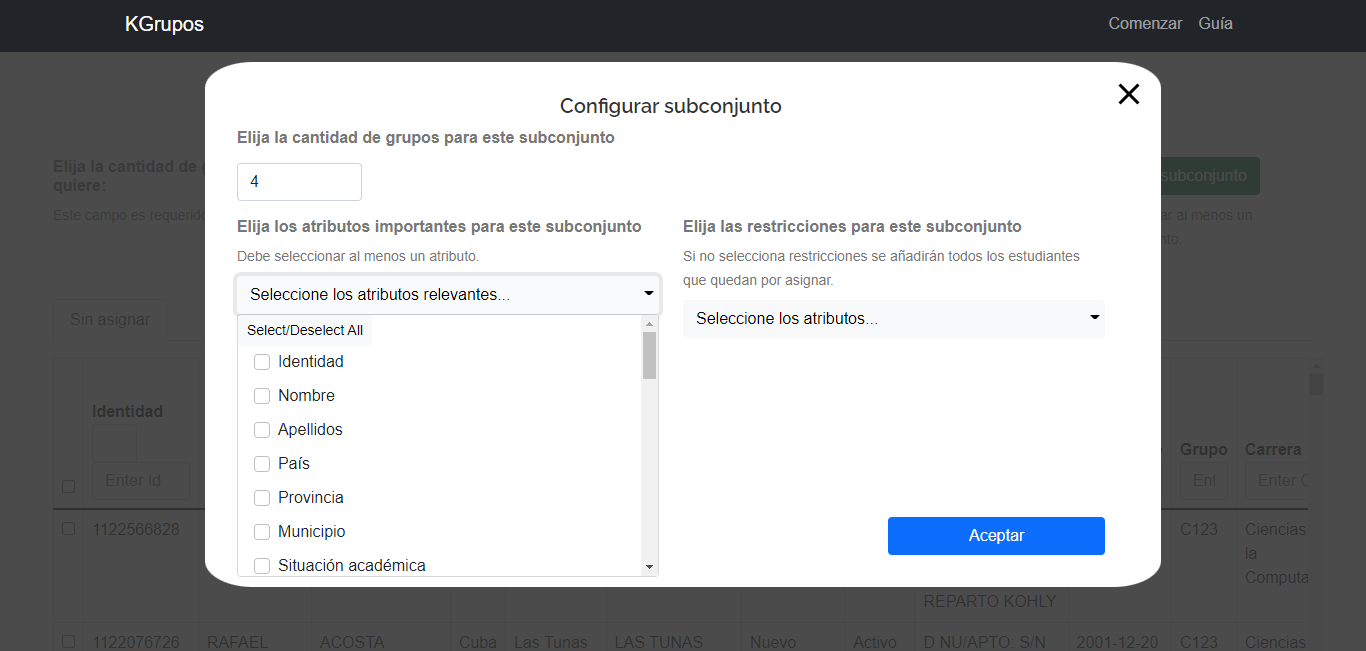 KGrupos
Comenzar
Guía
Configurar subconjunto
Elija la cantidad de grupos para este subconjunto
4
Elija los atributos importantes para este subconjunto
Debe seleccionar al menos un atributo.
Seleccione los atributos relevantes...
Select/Deselect All
Identidad
Nombre
Apellidos
País
Provincia
Municipio
Situación académica
Elija las restricciones para este subconjunto
Si no selecciona restricciones se añadirán todos los estudiantes
que quedan por asignar.
Seleccione los atributos...
Aceptar
Elija la cantidad de
quiere:
Este campo es requerido
subconjunto
ar al menos un
nto.
Sin asignar
Identidad
Grupo
Carrera
Enter Id
Ent
Enter C
1122566828
C123
Ciencias
la
Computa
REPARTO KOHLY
1122076726
RAFAEL
ACOSTA
Cuba
Las Tunas
LAS TUNAS
Nuevo
Activo
D NU/APTO: S/N
2001-12-20
C123
Ciencias